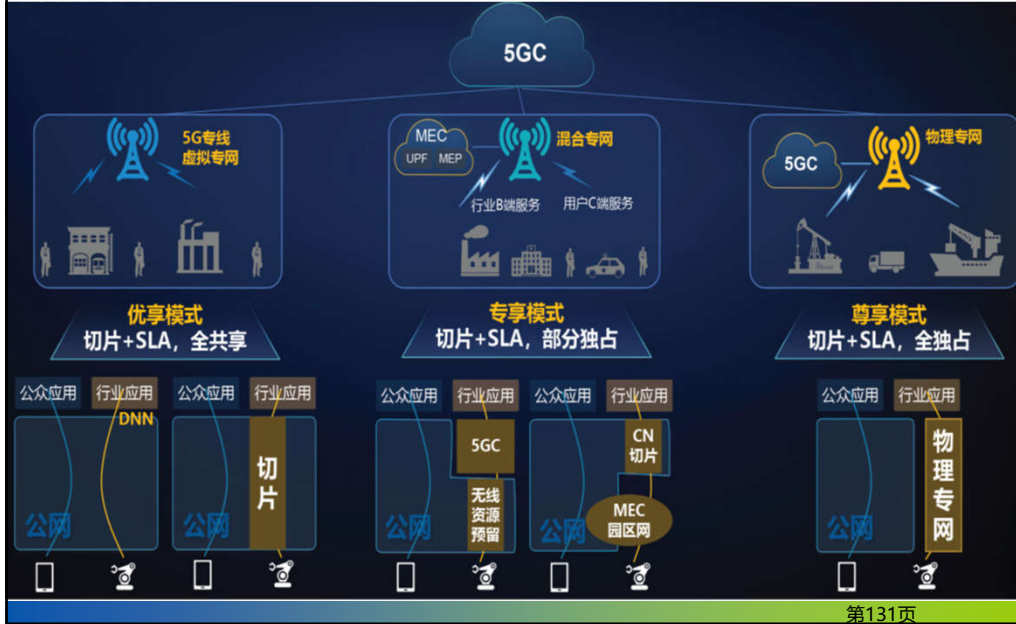 5GC
5G专线
虚拟专网
MEC
UPF MEP
混合专网
行业B端服务
用户C端服务
5GC
物理专网
优享模式
切片+SLA，全共享
专享模式
切片+SLA，部分独占
尊享模式
切片+SLA，全独占
公众应用
行业应用
DNN
公网
公众应用
行业应用
切
片
公网
公众应用
行业应用
5GC
无线
资源
预留
公网
公众应用
行业应用
CN
切片
MEC
园区网
公网
公众应用
行业应用
物
理
专
网
公网
第131页